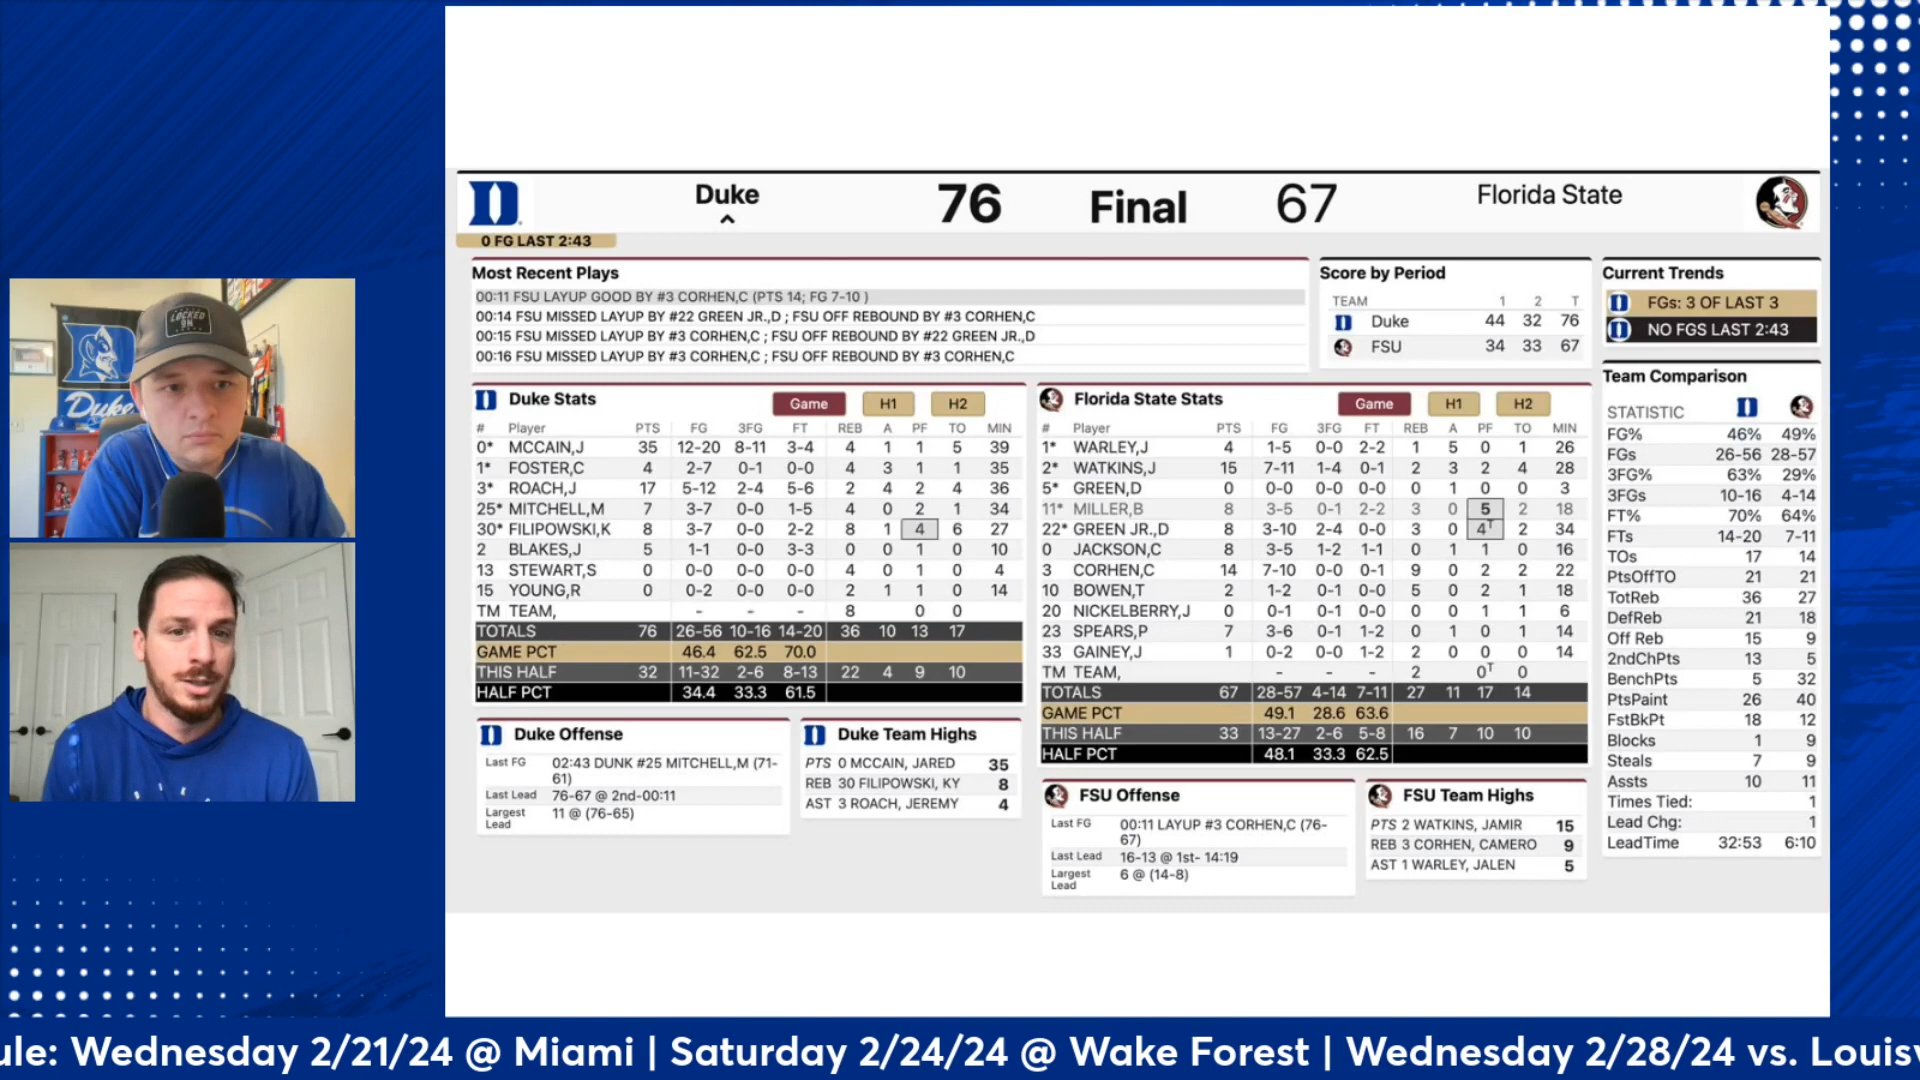 Duke
76
Final
67
Florida State
0 FG LAST 2:43
Most Recent Plays
00:11 FSU LAYUP GOOD BY #3 CORHEN,C (PTS 14; FG 7-10 )
00:14 FSU MISSED LAYUP BY #22 GREEN JR.,D ; FSU OFF REBOUND BY #3 CORHEN,C
00:15 FSU MISSED LAYUP BY #3 CORHEN,C ; FSU OFF REBOUND BY #22 GREEN JR.,D
00:16 FSU MISSED LAYUP BY #3 CORHEN,C ; FSU OFF REBOUND BY #3 CORHEN,C
Score by Period
TEAM 1 2 T
Duke 44 32 76
FSU 34 33 67
Current Trends
FGs: 3 OF LAST 3
NO FGS LAST 2:43
Duke Stats Game H1 H2
# Player PTS FG 3FG FT REB A PF TO MIN
0* MCCAIN,J 35 12-20 8-11 3-4 4 1 1 5 39
1* FOSTER,C 4 2-7 0-1 0-0 4 3 1 1 35
3* ROACH,J 17 5-12 2-4 5-6 2 4 2 4 36
25* MITCHELL,M 7 3-7 0-0 1-5 4 0 2 1 34
30* FILIPOWSKI,K 8 3-7 0-0 2-2 8 1 4 6 27
2 BLAKES,J 5 1-1 0-0 3-3 0 0 1 0 10
13 STEWART,S 0 0-0 0-0 0-0 4 0 1 0 4
15 YOUNG,R 0 0-2 0-0 0-0 2 1 1 0 14
TM TEAM, - - - 8 0 0
TOTALS 76 26-56 10-16 14-20 36 10 13 17
GAME PCT 46.4 62.5 70.0
THIS HALF 32 11-32 2-6 8-13 22 4 9 10
HALF PCT 34.4 33.3 61.5
Florida State Stats Game H1 H2
# Player PTS FG 3FG FT REB A PF TO MIN
1* WARLEY,J 4 1-5 0-0 2-2 1 5 0 1 26
2* WATKINS,J 15 7-11 1-4 0-1 2 3 2 4 28
5* GREEN,D 0 0-0 0-0 0-0 0 1 0 0 3
11* MILLER,B 8 3-5 0-1 2-2 3 0 5 2 18
22* GREEN JR.,D 8 3-10 2-4 0-0 3 0 4T 2 34
0 JACKSON,C 8 3-5 1-2 1-1 0 1 1 0 16
3 CORHEN,C 14 7-10 0-0 0-1 9 0 2 2 22
10 BOWEN,T 2 1-2 0-1 0-0 5 0 2 1 18
20 NICKELBERRY,J 0 0-1 0-1 0-0 0 0 1 1 6
23 SPEARS,P 7 3-6 0-1 1-2 0 1 0 1 14
33 GAINEY,J 1 0-2 0-0 1-2 2 0 0 0 14
TM TEAM, - - - 2 0T 0
TOTALS 67 28-57 4-14 7-11 27 11 17 14
GAME PCT 49.1 28.6 63.6
THIS HALF 33 13-27 2-6 5-8 16 7 10 10
HALF PCT 48.1 33.3 62.5
Team Comparison
STATISTIC
FG% 46% 49%
FGs 26-56 28-57
3FG% 63% 29%
3FGs 10-16 4-14
FT% 70% 64%
FTs 14-20 7-11
TOs 17 14
PtsOffTO 21 21
TotReb 36 27
DefReb 21 18
Off Reb 15 9
2ndChPts 13 5
BenchPts 5 32
PtsPaint 26 40
FstBkPt 18 12
Blocks 1 9
Steals 7 9
Assts 10 11
Times Tied: 1
Lead Chg: 1
LeadTime 32:53 6:10
Duke Offense
Last FG 02:43 DUNK #25 MITCHELL,M (71-
61)
Last Lead 76-67 @ 2nd-00:11
Largest 11 @ (76-65)
Lead
Duke Team Highs
PTS 0 MCCAIN, JARED 35
REB 30 FILIPOWSKI, KY 8
AST 3 ROACH, JEREMY 4
FSU Offense
Last FG 00:11 LAYUP #3 CORHEN,C (76-
67)
Last Lead 16-13 @ 1st- 14:19
Largest 6 @ (14-8)
Lead
FSU Team Highs
PTS 2 WATKINS, JAMIR 15
REB 3 CORHEN, CAMERO 9
AST 1 WARLEY, JALEN 5
LOCKED
ON
Duke
ule: Wednesday 2/21/24 @ Miami | Saturday 2/24/24 @ Wake Forest | Wednesday 2/28/24 vs. Louisv